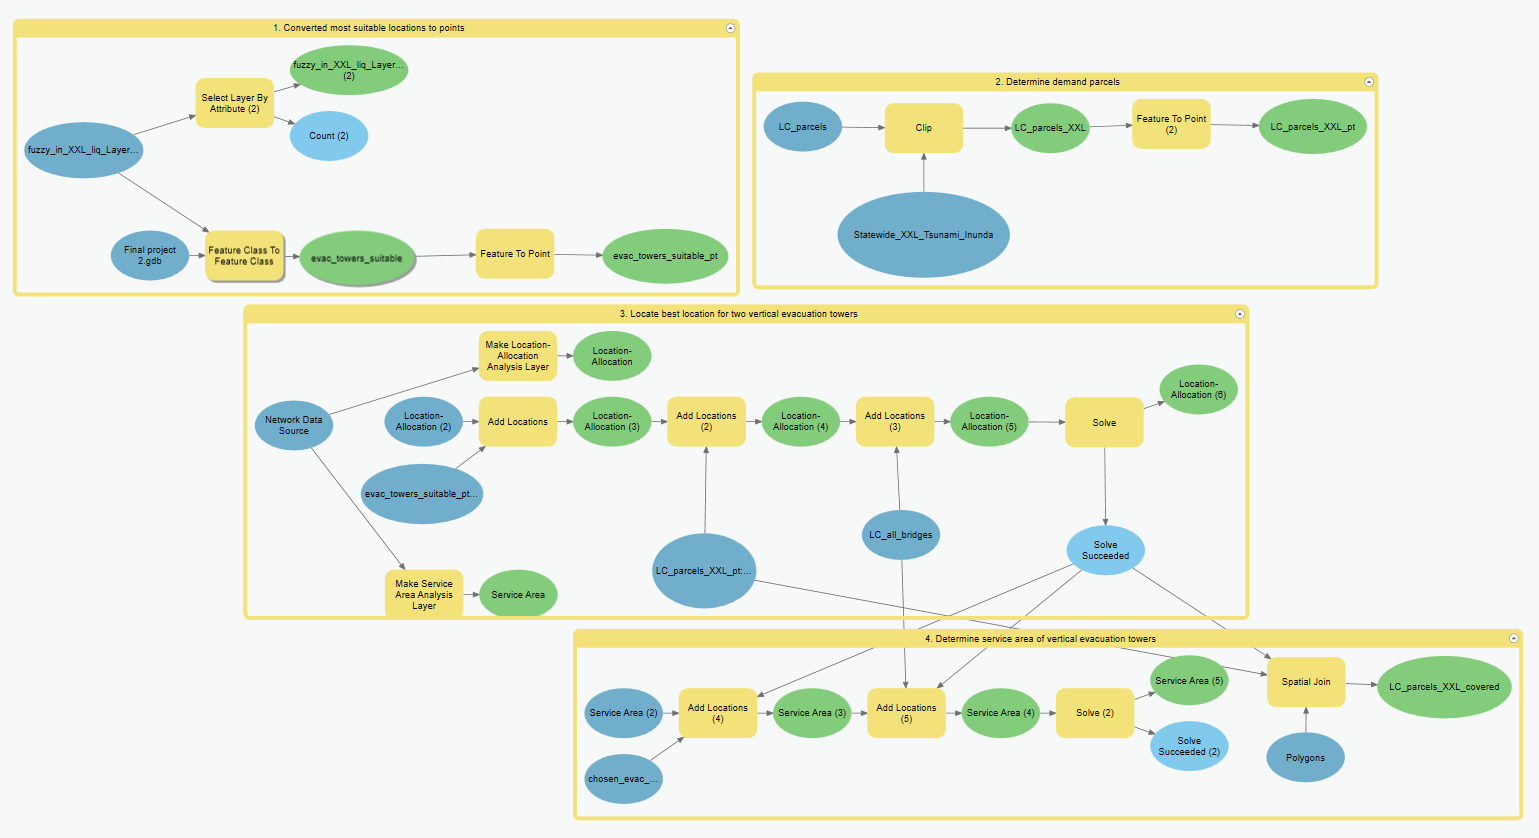 1. Converted most suitable locations to points
fuzzy_in_XXL_liq_Layer...
(2)
Select Layer By
Attribute (2)
Count (2)
fuzzy_in_XXL_liq_Layer...
Final project
2.gdb
Feature Class To
Feature Class
evac_towers_suitable
Feature To Point
evac_towers_suitable_pt
2. Determine demand parcels
LC_parcels
Clip
LC_parcels_XXL
Feature To Point
(2)
LC_parcels_XXL_pt
Statewide_XXL_Tsunami_Inunda
3. Locate best location for two vertical evacuation towers
Make Location-
Allocation
Analysis Layer
Location-
Allocation
Network Data
Source
Location-
Allocation (2)
Add Locations
Location-
Allocation (3)
Add Locations
(2)
Location-
Allocation (4)
Add Locations
(3)
Location-
Allocation (5)
Solve
Location-
Allocation (6)
evac_towers_suitable_pt...
LC_parcels_XXL_pt:...
LC_all_bridges
Solve
Succeeded
Make Service
Area Analysis
Layer
Service Area
4. Determine service area of vertical evacuation towers
Service Area (2)
Add Locations
(4)
Service Area (3)
Add Locations
(5)
Service Area (4)
Solve (2)
Service Area (5)
Solve
Succeeded (2)
chosen_evac_...
Spatial Join
LC_parcels_XXL_covered
Polygons